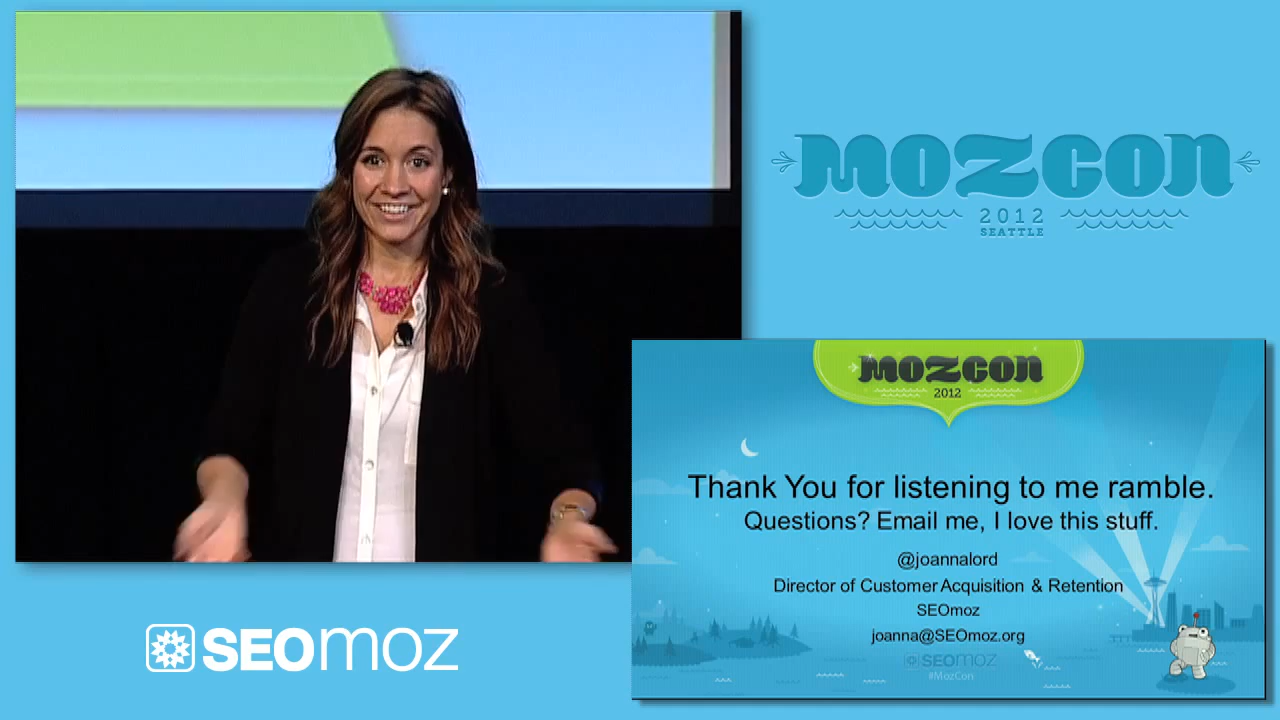 MOZCON
2012
SEATTLE
MOZCON
2012
Thank You for listening to me ramble.
Questions? Email me, I love this stuff.
@joannalord
Director of Customer Acquisition & Retention
SEOmoz
joanna@SEOmoz.org
SEOmoz
#MozCon
SEOmoz